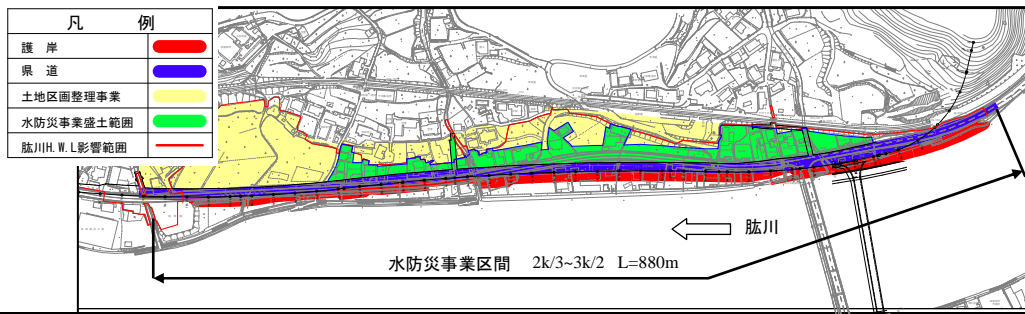 凡 例
護 岸
県 道
土地区画整理事業
水防災事業盛土範囲
肱川H.W.L影響範囲
肱川
水防災事業区間 2k/3~3k/2 L=880m